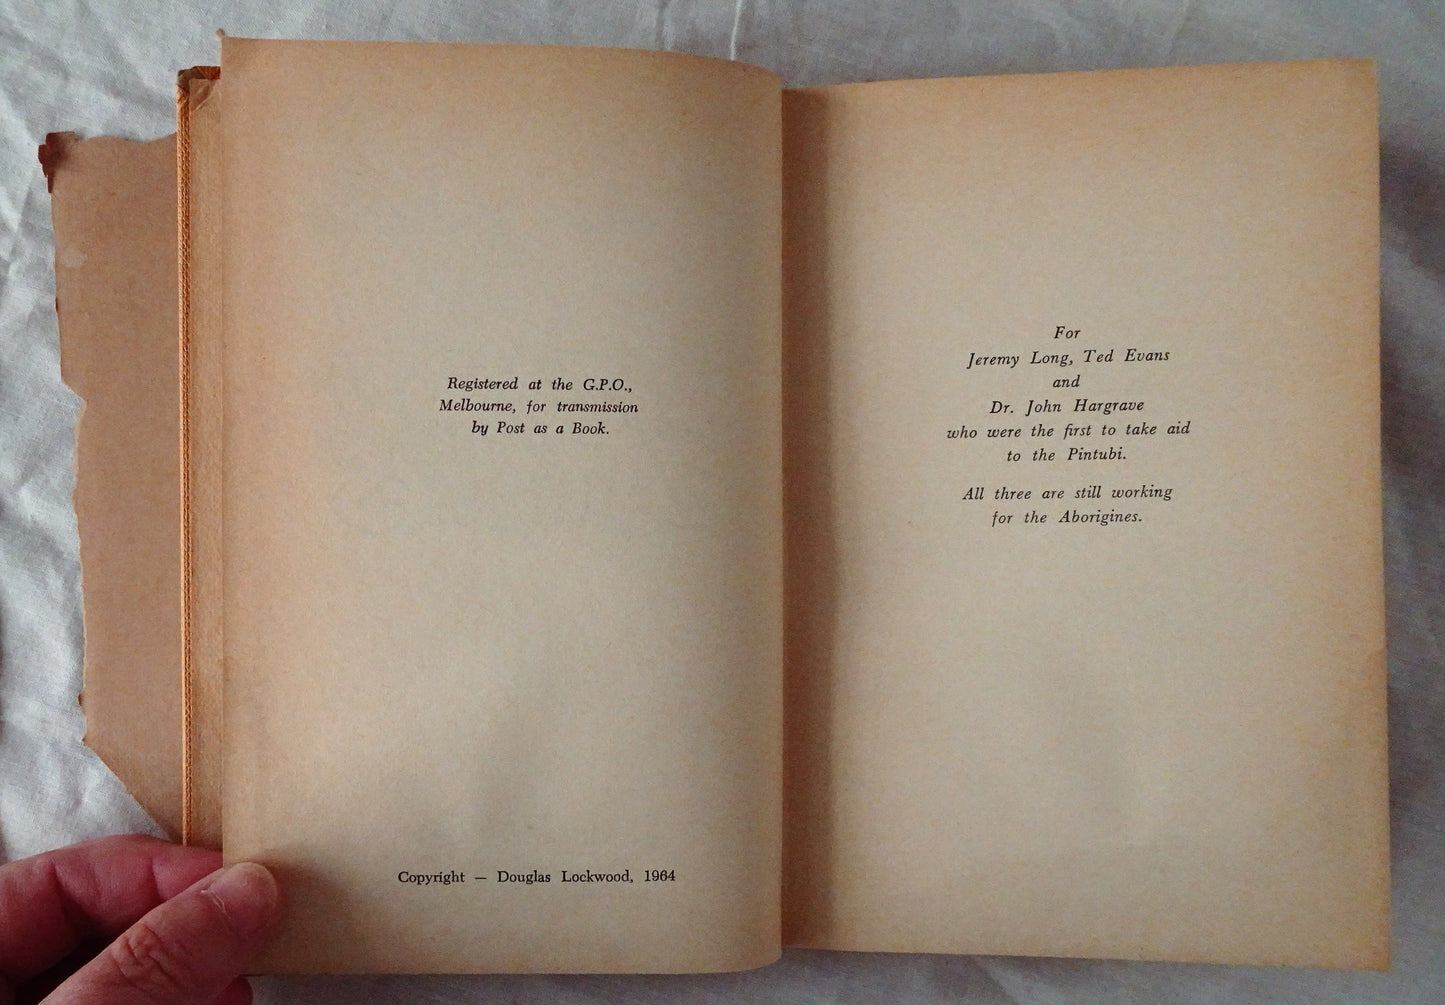 Registered at the G.P.O.,
Melbourne, for transmission
by Post as a Book.
Copyright — Douglas Lockwood, 1964
For
Jeremy Long, Ted Evans
and
Dr. John Hargrave
who were the first to take aid
to the Pintubi.
All three are still working
for the Aborigines.